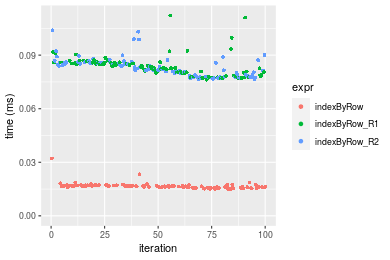 time (ms)
0.09
0.06
0.03
0.00
0
25
50
75
100
iteration
expr
indexByRow
indexByRow_R1
indexByRow_R2